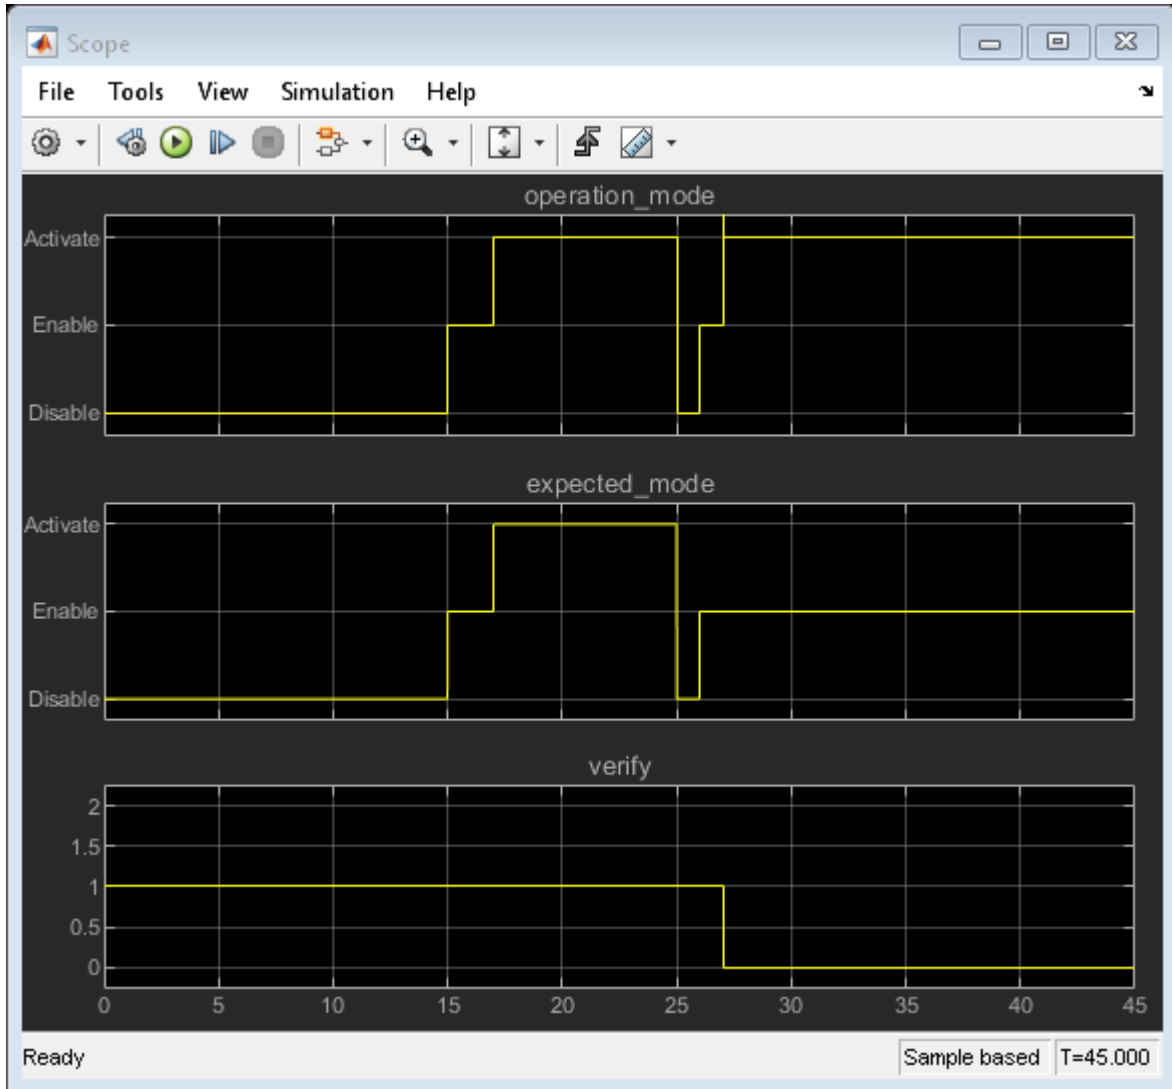 Scope
File Tools View Simulation Help
operation_mode
Activate
Enable
Disable
expected_mode
Activate
Enable
Disable
verify
2
1.5
1
0.5
0
0 5 10 15 20 25 30 35 40 45
Ready Sample based T=45.000